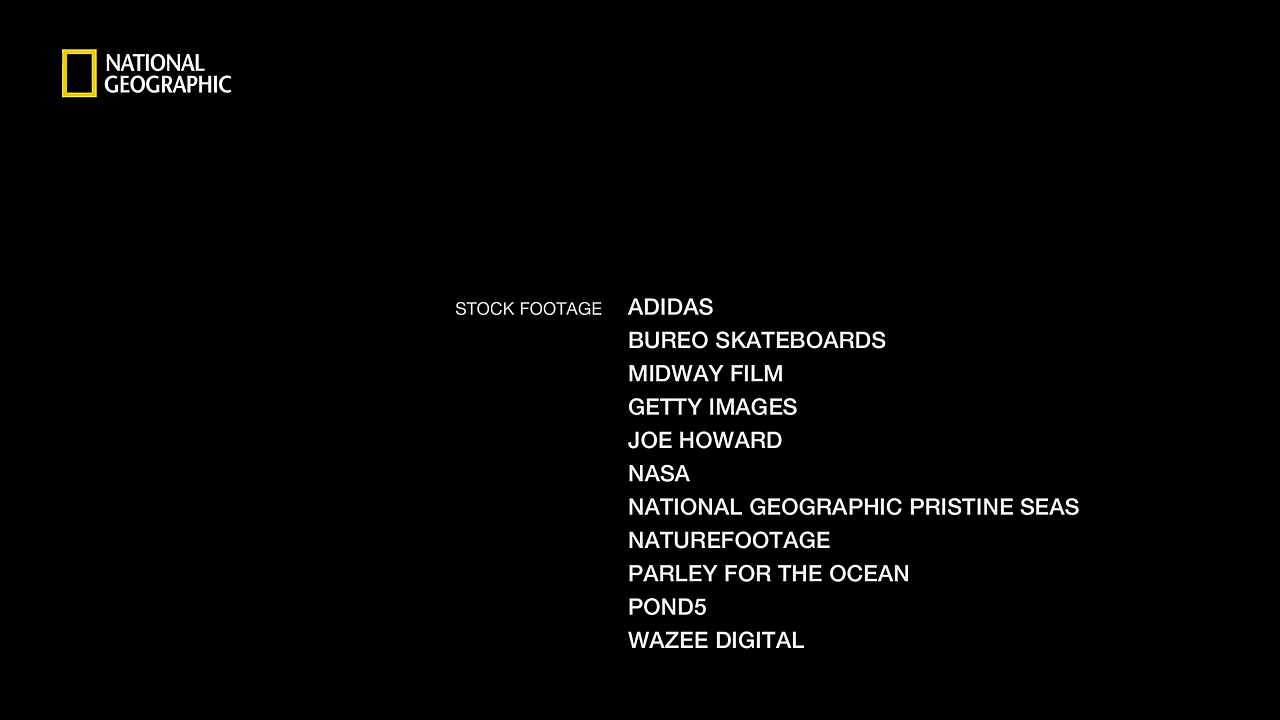 NATIONAL
GEOGRAPHIC
STOCK FOOTAGE ADIDAS
BUREO SKATEBOARDS
MIDWAY FILM
GETTY IMAGES
JOE HOWARD
NASA
NATIONAL GEOGRAPHIC PRISTINE SEAS
NATUREFOOTAGE
PARLEY FOR THE OCEAN
POND5
WAZEE DIGITAL